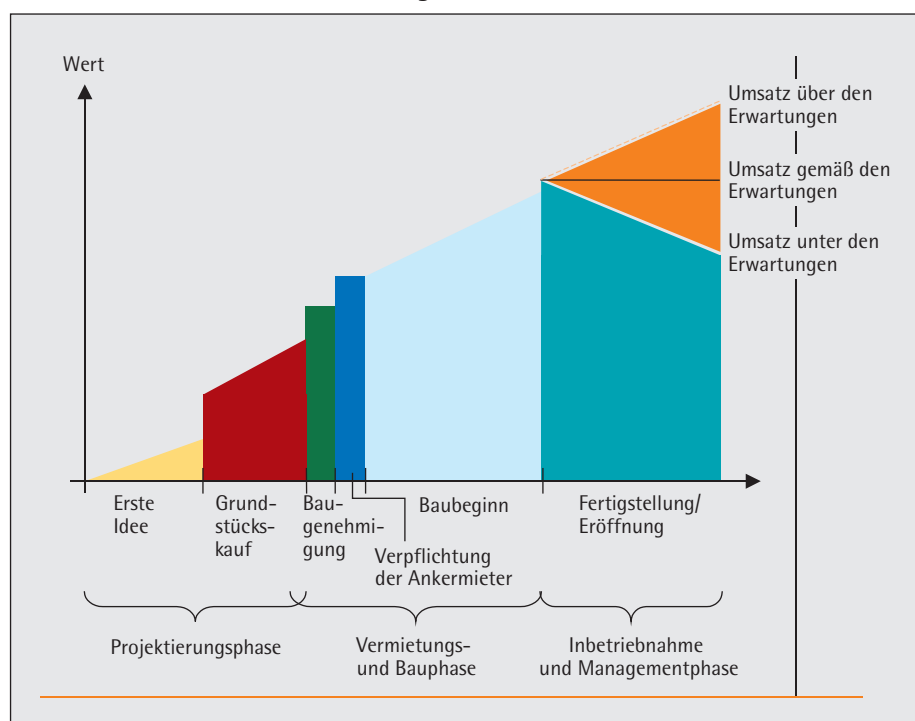 Wert
Umsatz über den
Erwartungen
Umsatz gemäß den
Erwartungen
Umsatz unter den
Erwartungen
Erste
Idee
Grund-
stücks-
kauf
Bau-
genehmi-
gung
Verpflichtung
der Ankermieter
Baubeginn
Fertigstellung/
Eröffnung
Projektierungsphase
Vermietungs-
und Bauphase
Inbetriebnahme
und Managementphase